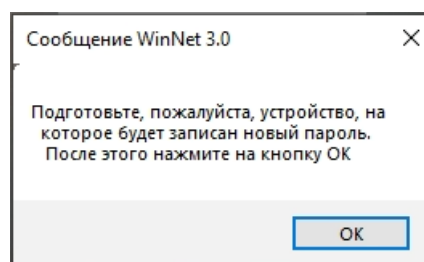 Сообщение WinNet 3.0
Подготовьте, пожалуйста, устройство, на
которое будет записан новый пароль.
После этого нажмите на кнопку ОК
ОК